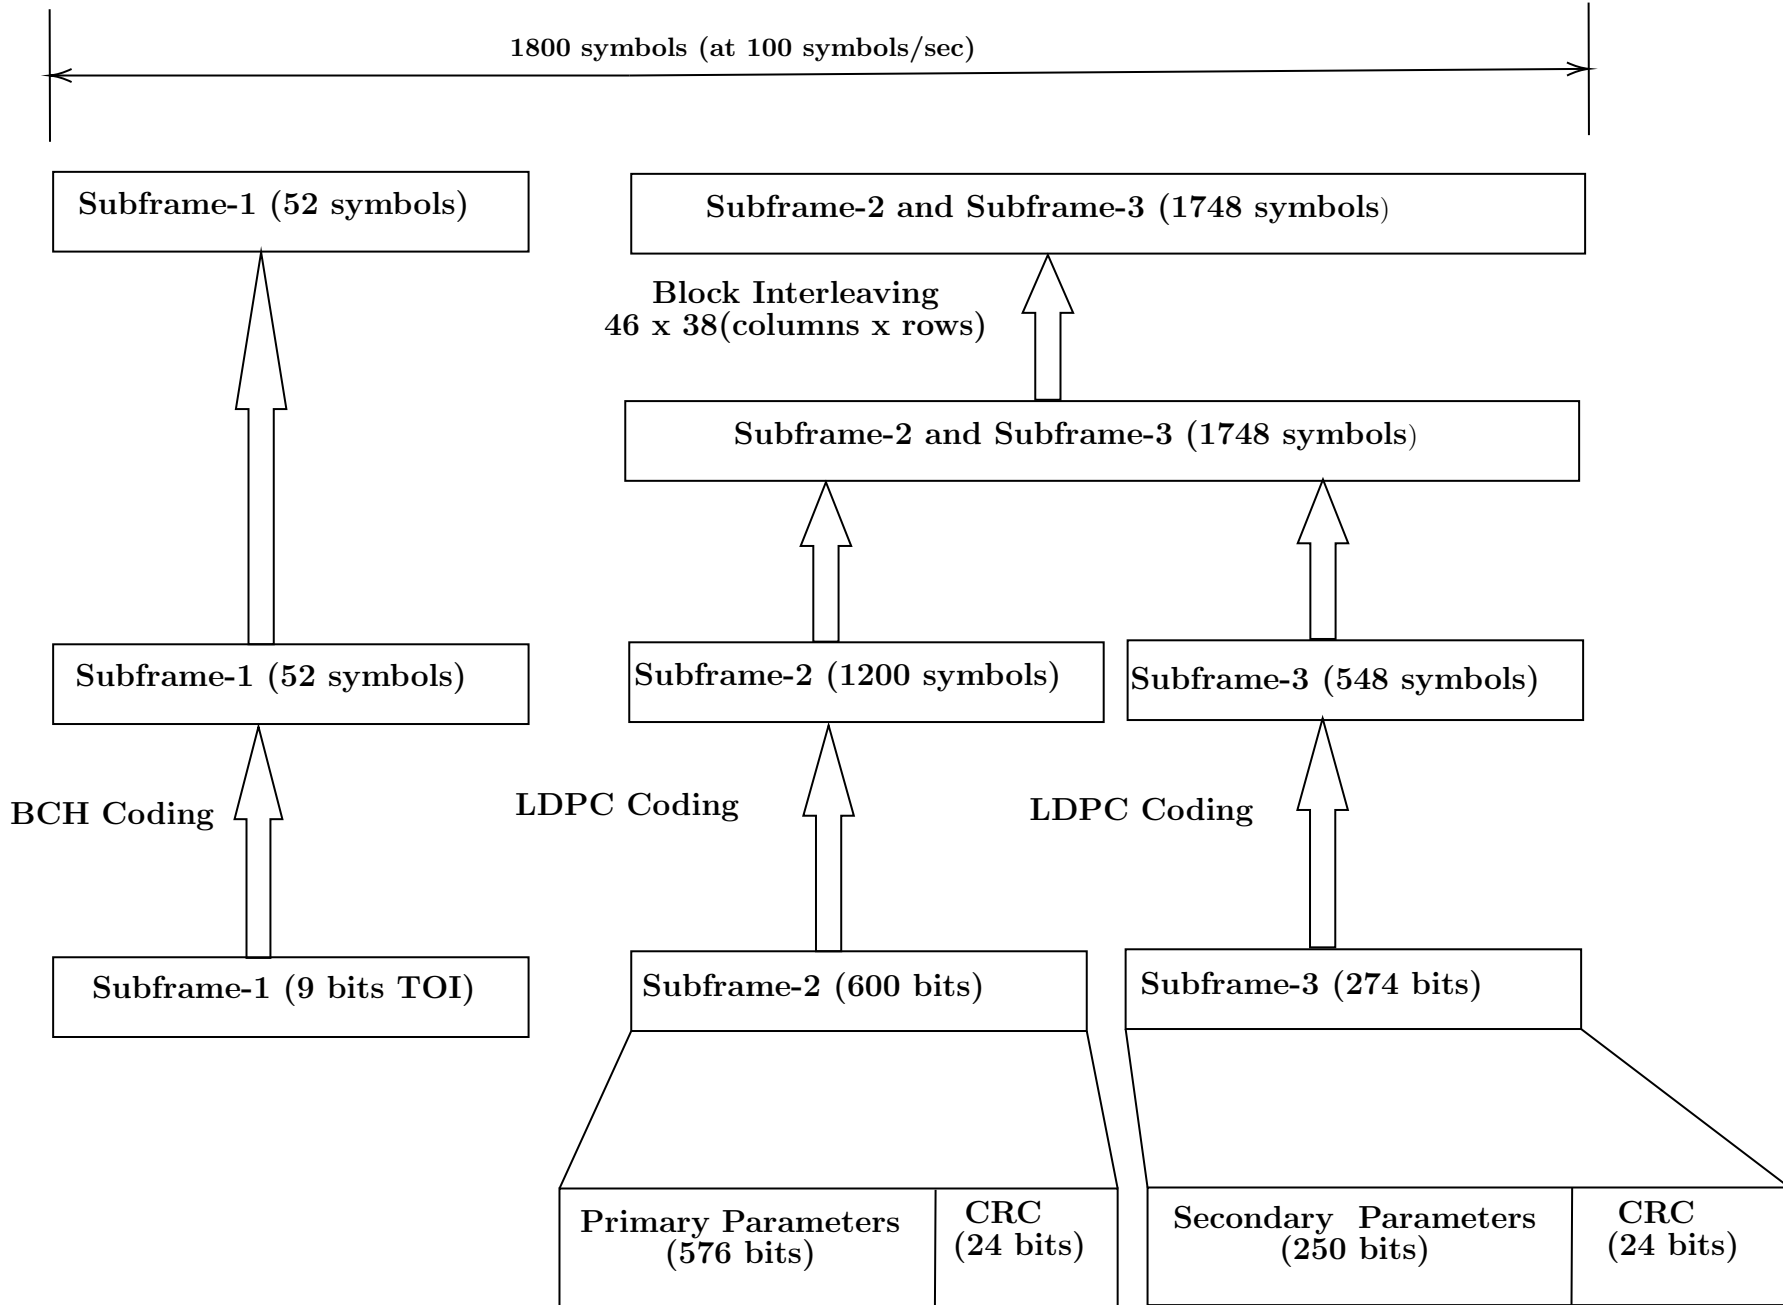 1800 symbols (at 100 symbols/sec)
Subframe-1 (52 symbols)
Subframe-2 and Subframe-3 (1748 symbols)
Block Interleaving
46 x 38(columns x rows)
Subframe-2 and Subframe-3 (1748 symbols)
Subframe-1 (52 symbols)
Subframe-2 (1200 symbols)
Subframe-3 (548 symbols)
BCH Coding
LDPC Coding
LDPC Coding
Subframe-1 (9 bits TOI)
Subframe-2 (600 bits)
Subframe-3 (274 bits)
Primary Parameters
(576 bits)
CRC
(24 bits)
Secondary Parameters
(250 bits)
CRC
(24 bits)